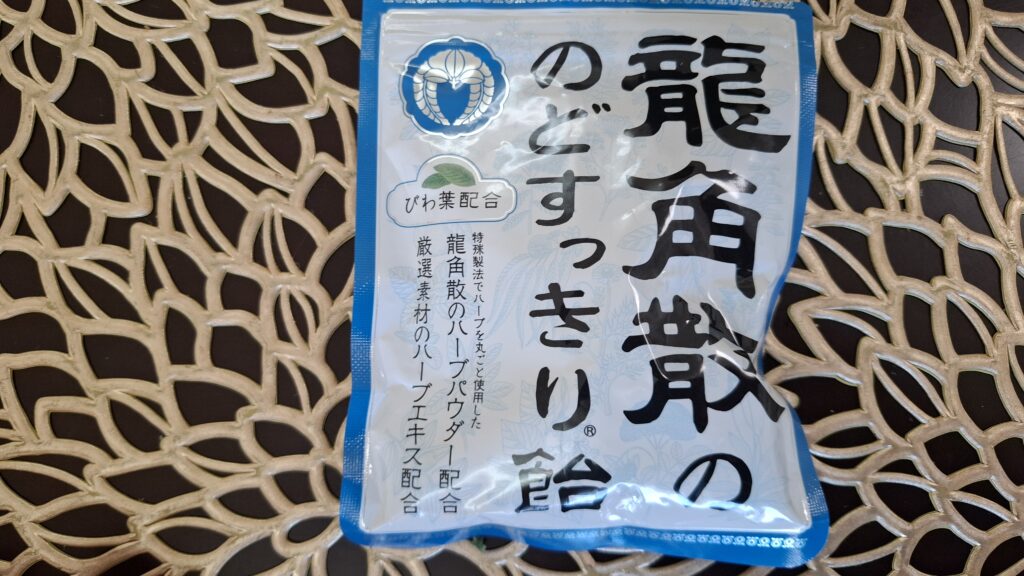 龍角散の
のどすっきり®飴
びわ葉配合
特殊製法でハーブを丸ごと使用した
龍角散のハーブパウダー配合
厳選素材のハーブエキス配合